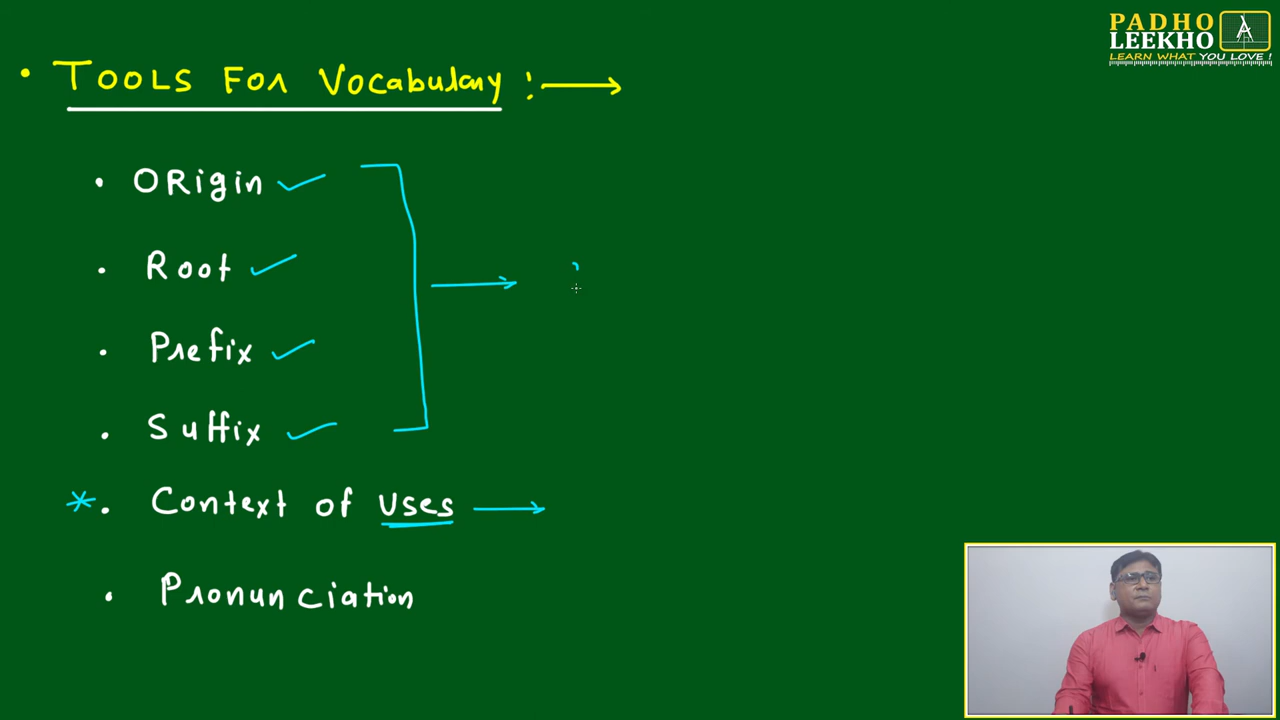 PADHO
LEEKHO
LEARN WHAT YOU LOVE !
• TOOLS FOR Vocabulary :→
• ORigin ✓
• Root ✓
• Prefix ✓
• Suffix ✓
* • Context of uses →
• Pronunciation